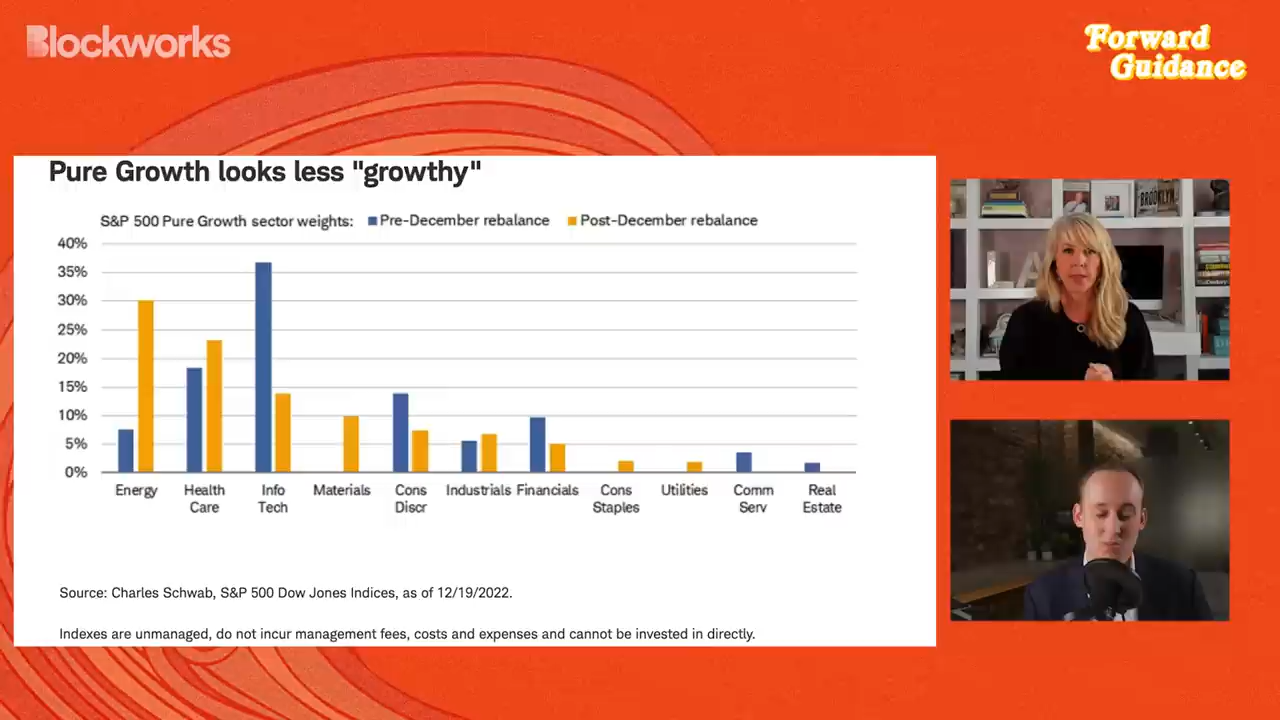 Blockworks
Forward
Guidance
Pure Growth looks less "growthy"
S&P 500 Pure Growth sector weights: Pre-December rebalance Post-December rebalance
40%
35%
30%
25%
20%
15%
10%
5%
0%
Energy Health Info Materials Cons Industrials Financials Cons Utilities Comm Real
Care Tech Discr Staples Serv Estate
Source: Charles Schwab, S&P 500 Dow Jones Indices, as of 12/19/2022.
Indexes are unmanaged, do not incur management fees, costs and expenses and cannot be invested in directly.
BROOKLYN